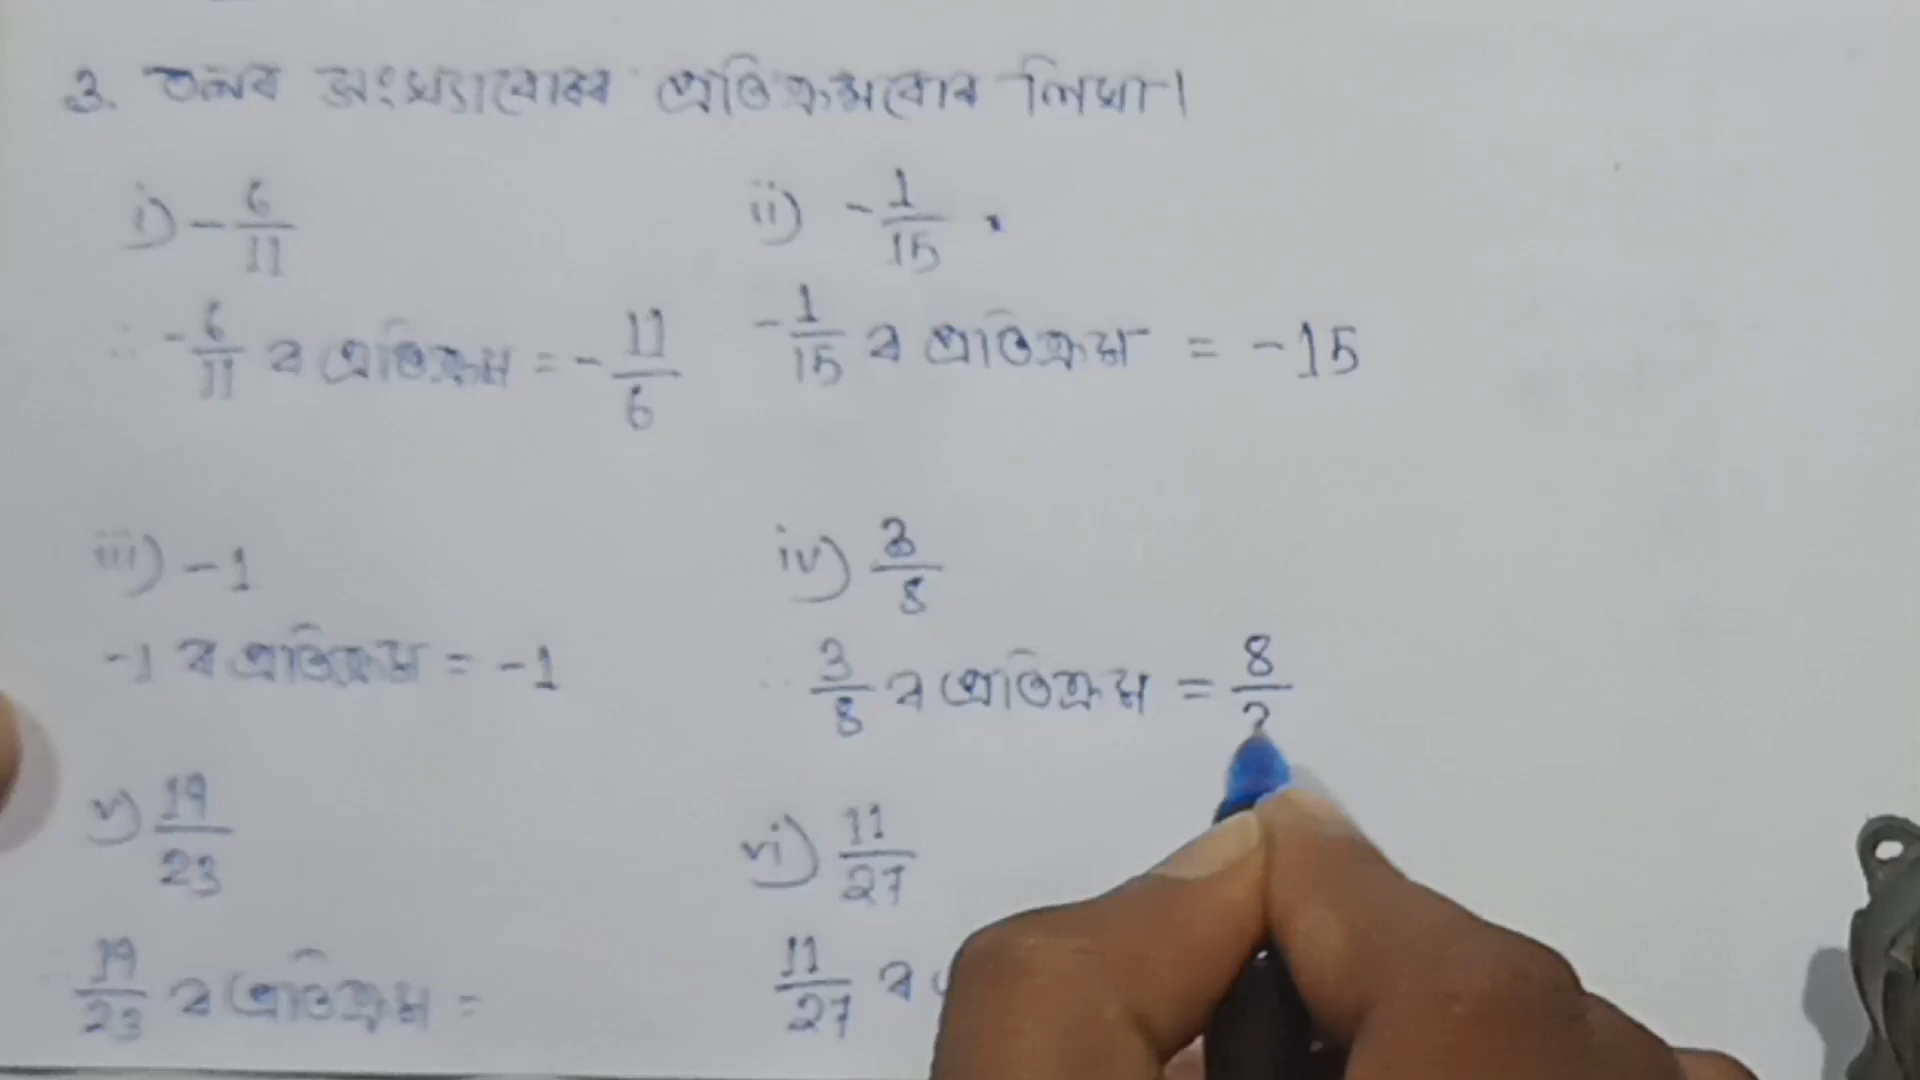 3. তলৰ সংখ্যাবোৰৰ প্ৰতিক্ৰমবোৰ লিখা।
i) -6/11
ii) -1/15
∴ -6/11 ৰ প্ৰতিক্ৰম = -11/6
-1/15 ৰ প্ৰতিক্ৰম = -15
iii) -1
iv) 3/8
-1 ৰ প্ৰতিক্ৰম = -1
∴ 3/8 ৰ প্ৰতিক্ৰম = 8/
v) 19/23
vi) 11/27
19/23 ৰ প্ৰতিক্ৰম =
11/27 ৰ